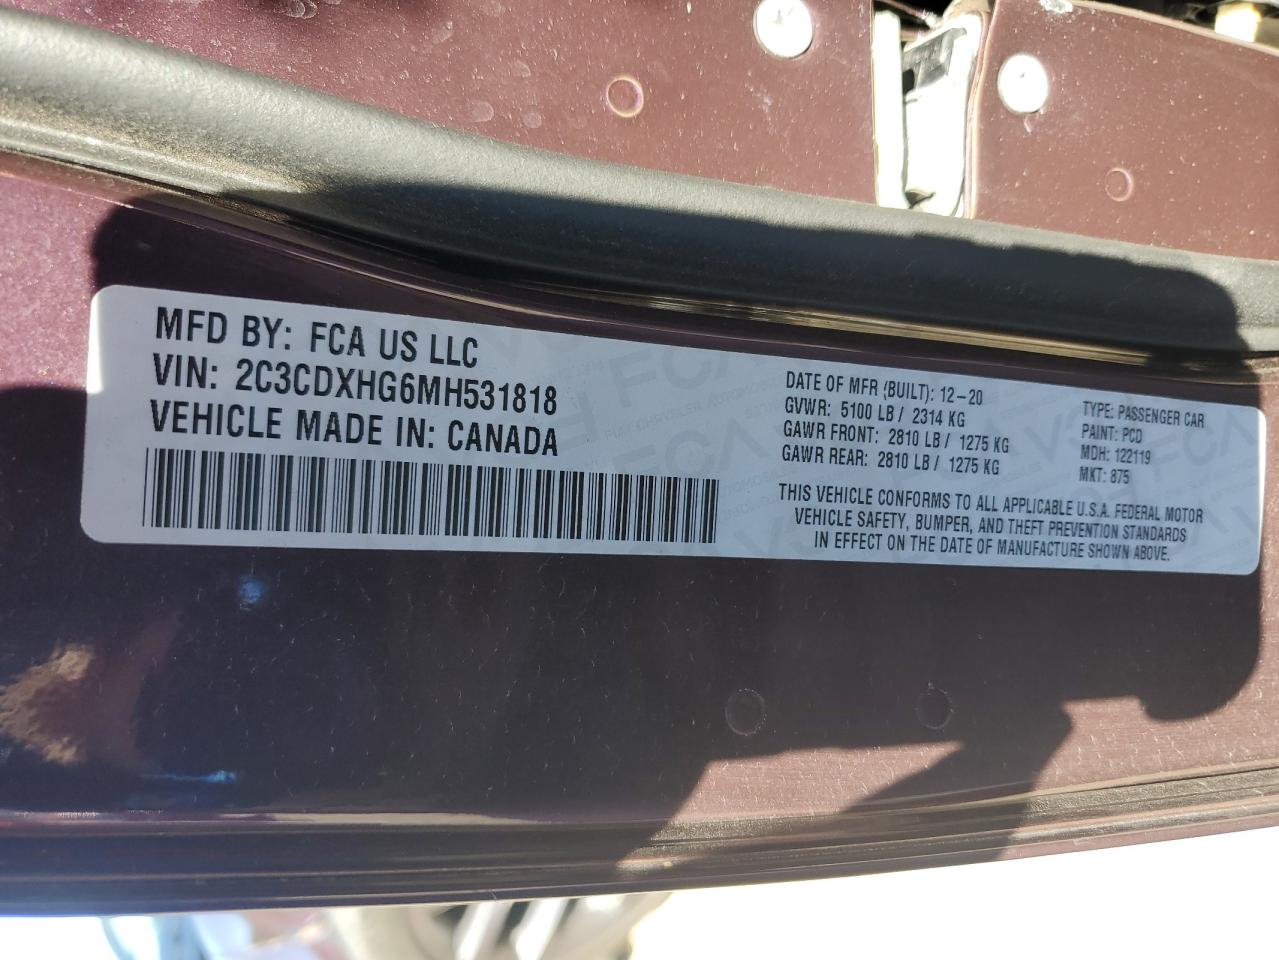 MFD BY: FCA US LLC
VIN: 2C3CDXHG6MH531818
VEHICLE MADE IN: CANADA
DATE OF MFR (BUILT): 12-20
GVWR: 5100 LB / 2314 KG
GAWR FRONT: 2810 LB / 1275 KG
GAWR REAR: 2810 LB / 1275 KG
TYPE: PASSENGER CAR
PAINT: PCD
MDH: 122119
MKT: 875
THIS VEHICLE CONFORMS TO ALL APPLICABLE U.S.A. FEDERAL MOTOR
VEHICLE SAFETY, BUMPER, AND THEFT PREVENTION STANDARDS
IN EFFECT ON THE DATE OF MANUFACTURE SHOWN ABOVE.